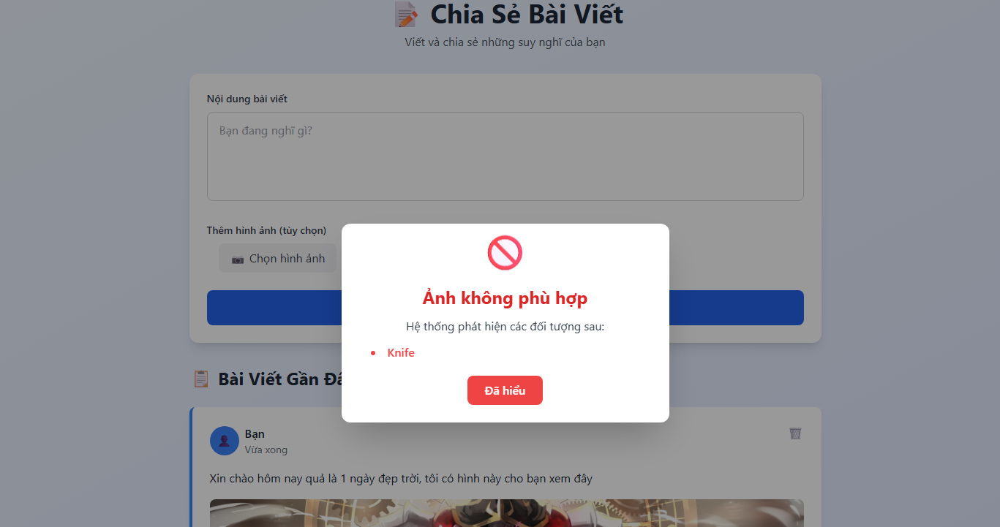 Chia Sẻ Bài Viết
Viết và chia sẻ những suy nghĩ của bạn
Nội dung bài viết
Bạn đang nghĩ gì?
Thêm hình ảnh (tùy chọn)
Chọn hình ảnh
Ảnh không phù hợp
Hệ thống phát hiện các đối tượng sau:
Knife
Đã hiểu
Bài Viết Gần
Bạn
Vừa xong
Xin chào hôm nay quả là 1 ngày đẹp trời, tôi có hình này cho bạn xem đây